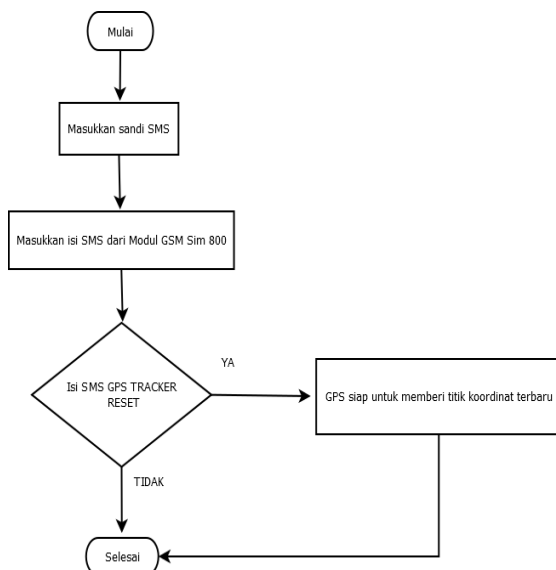 Mulai
Masukkan sandi SMS
Masukkan isi SMS dari Modul GSM Sim 800
Isi SMS GPS TRACKER
RESET
YA
GPS siap untuk memberi titik koordinat terbaru
TIDAK
Selesai